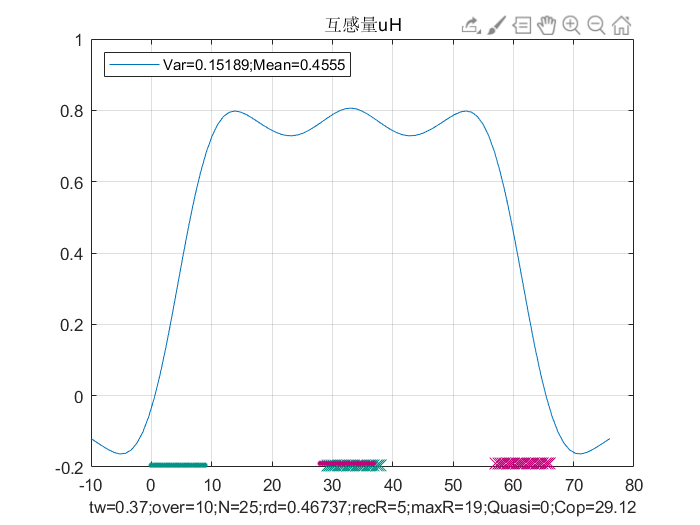 互感量uH
1
Var=0.15189;Mean=0.4555
0.8
0.6
0.4
0.2
0
-0.2
-10 0 10 20 30 40 50 60 70 80
tw=0.37;over=10;N=25;rd=0.46737;recR=5;maxR=19;Quasi=0;Cop=29.12